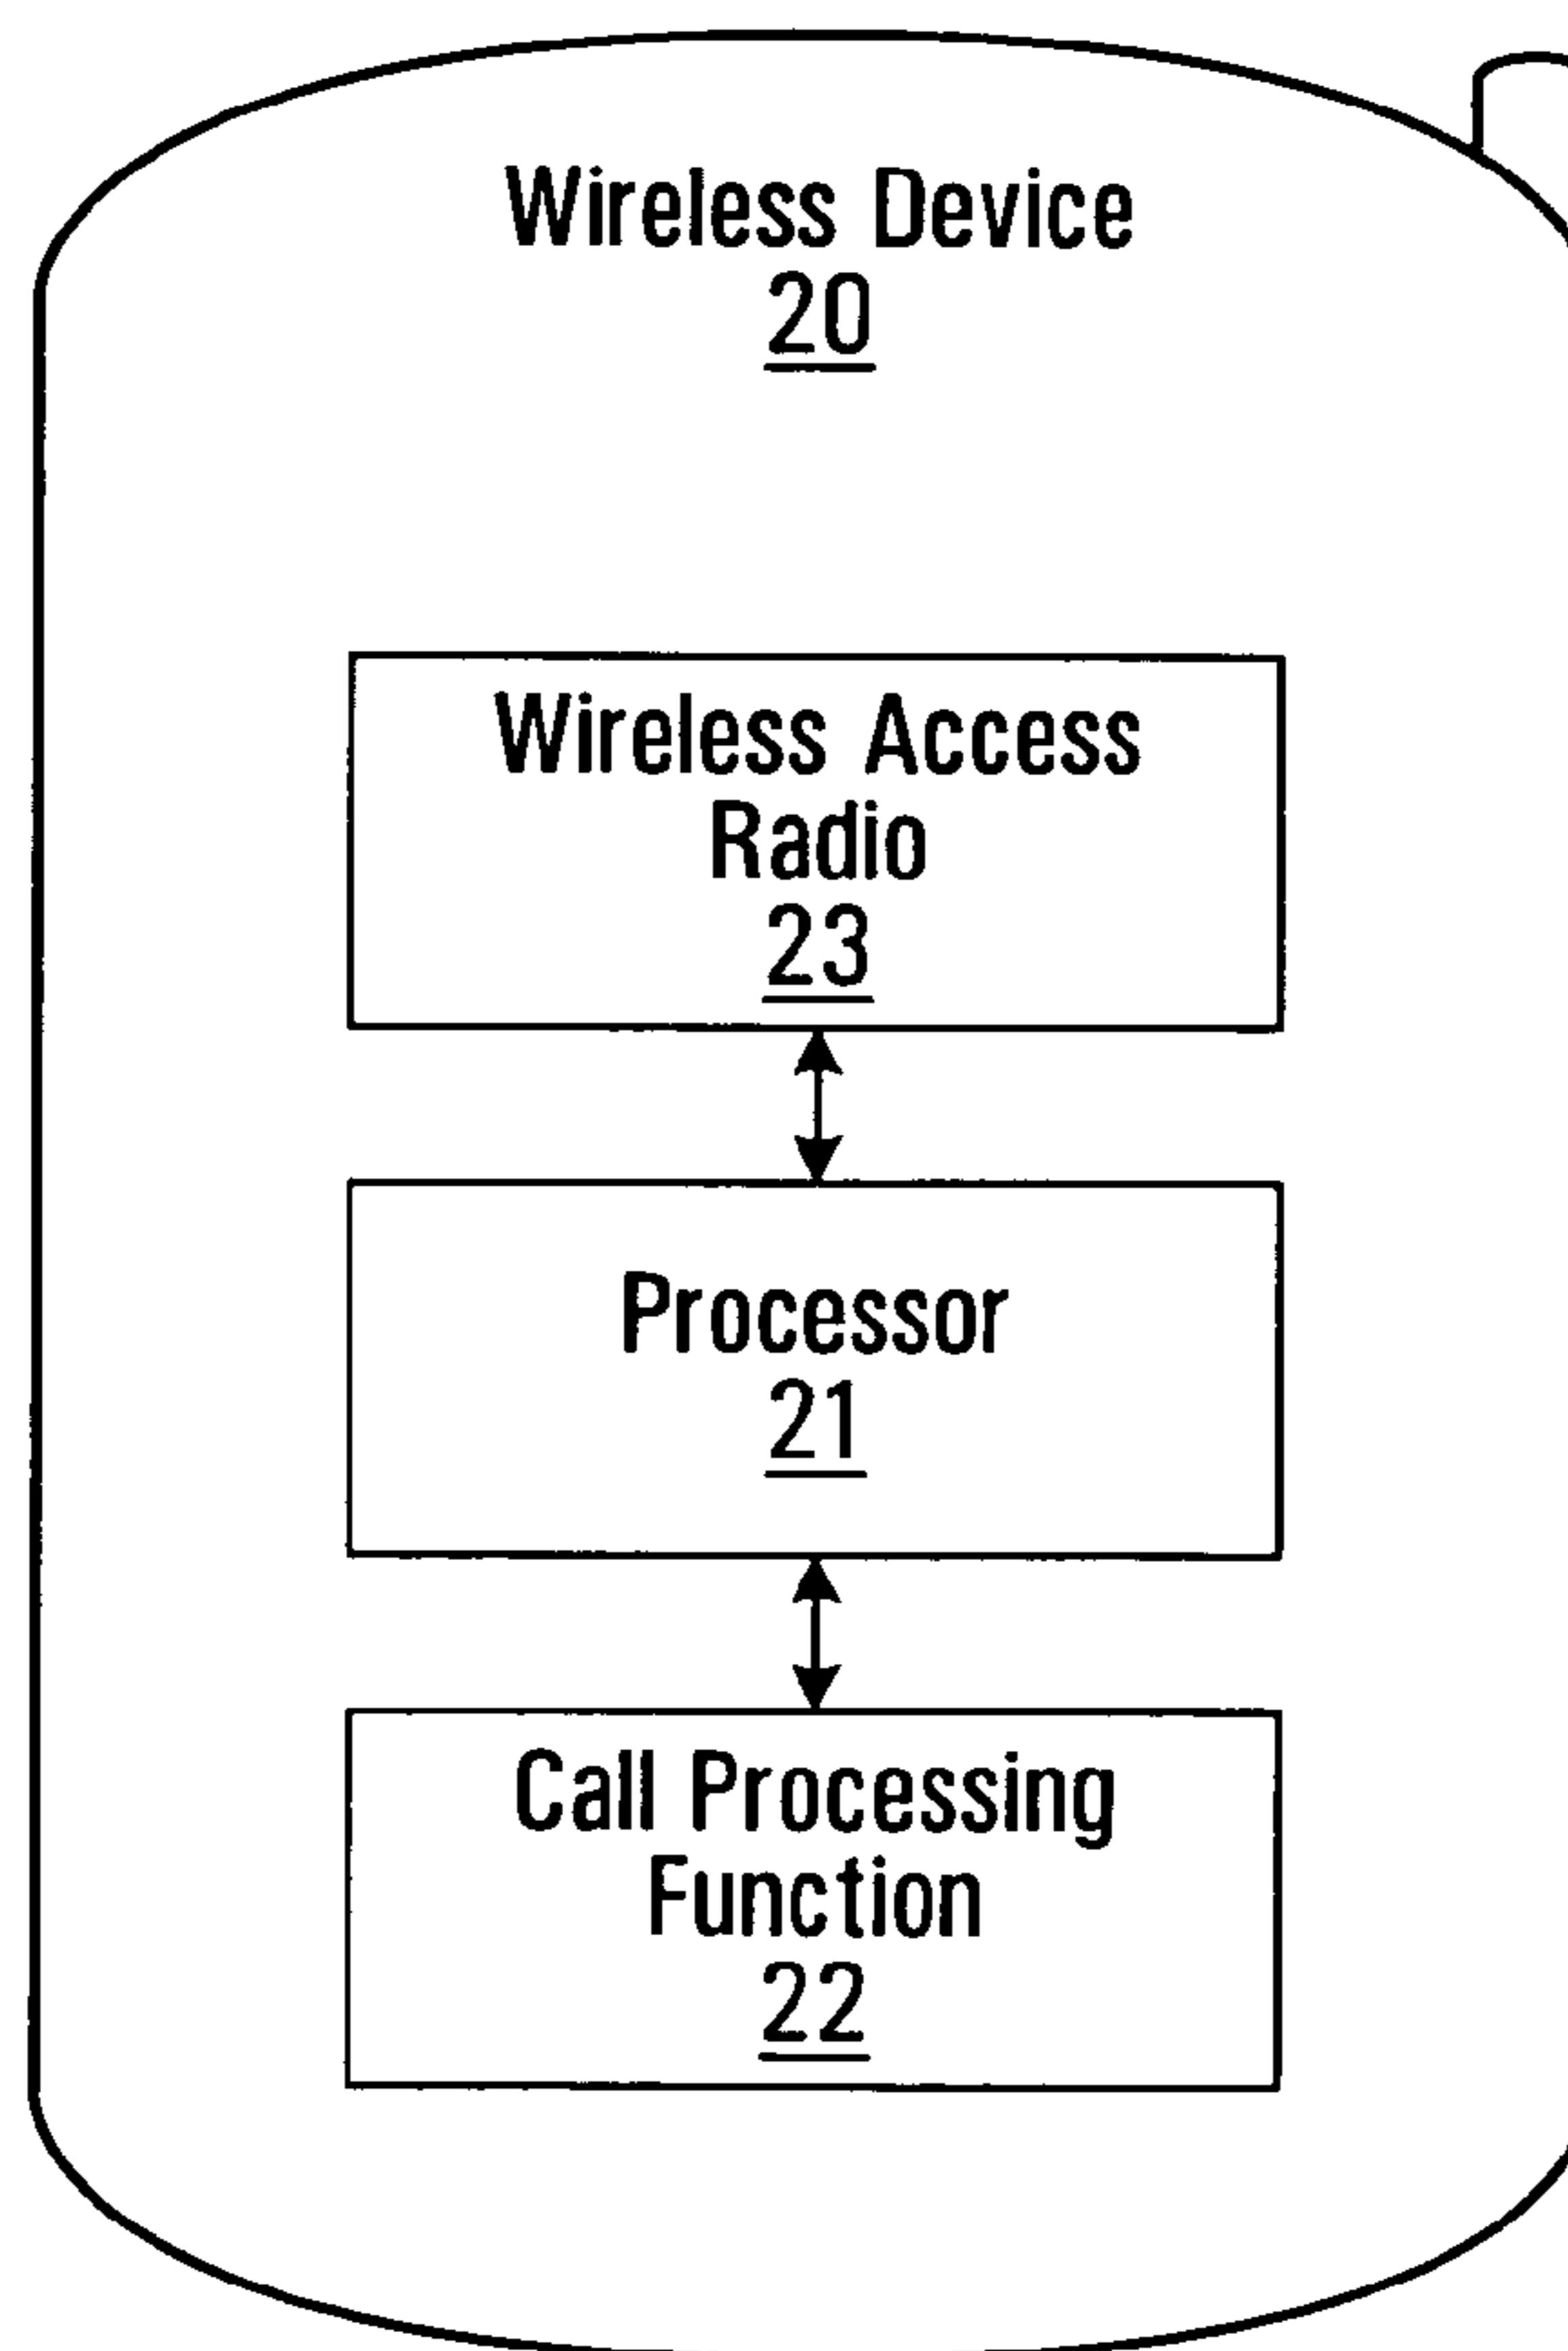 Wireless Device
20
Wireless Access
Radio
23
Processor
21
Call Processing
Function
22